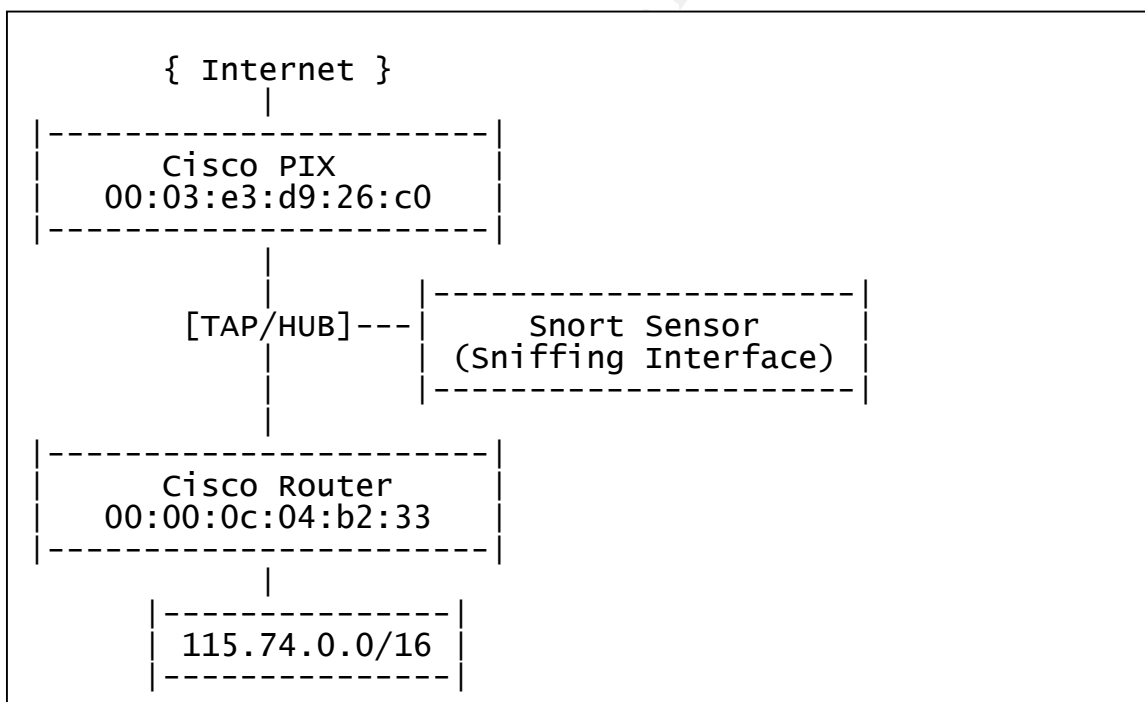 { Internet }
Cisco PIX
00:03:e3:d9:26:c0
[TAP/HUB]---
Snort Sensor
(Sniffing Interface)
Cisco Router
00:00:0c:04:b2:33
115.74.0.0/16